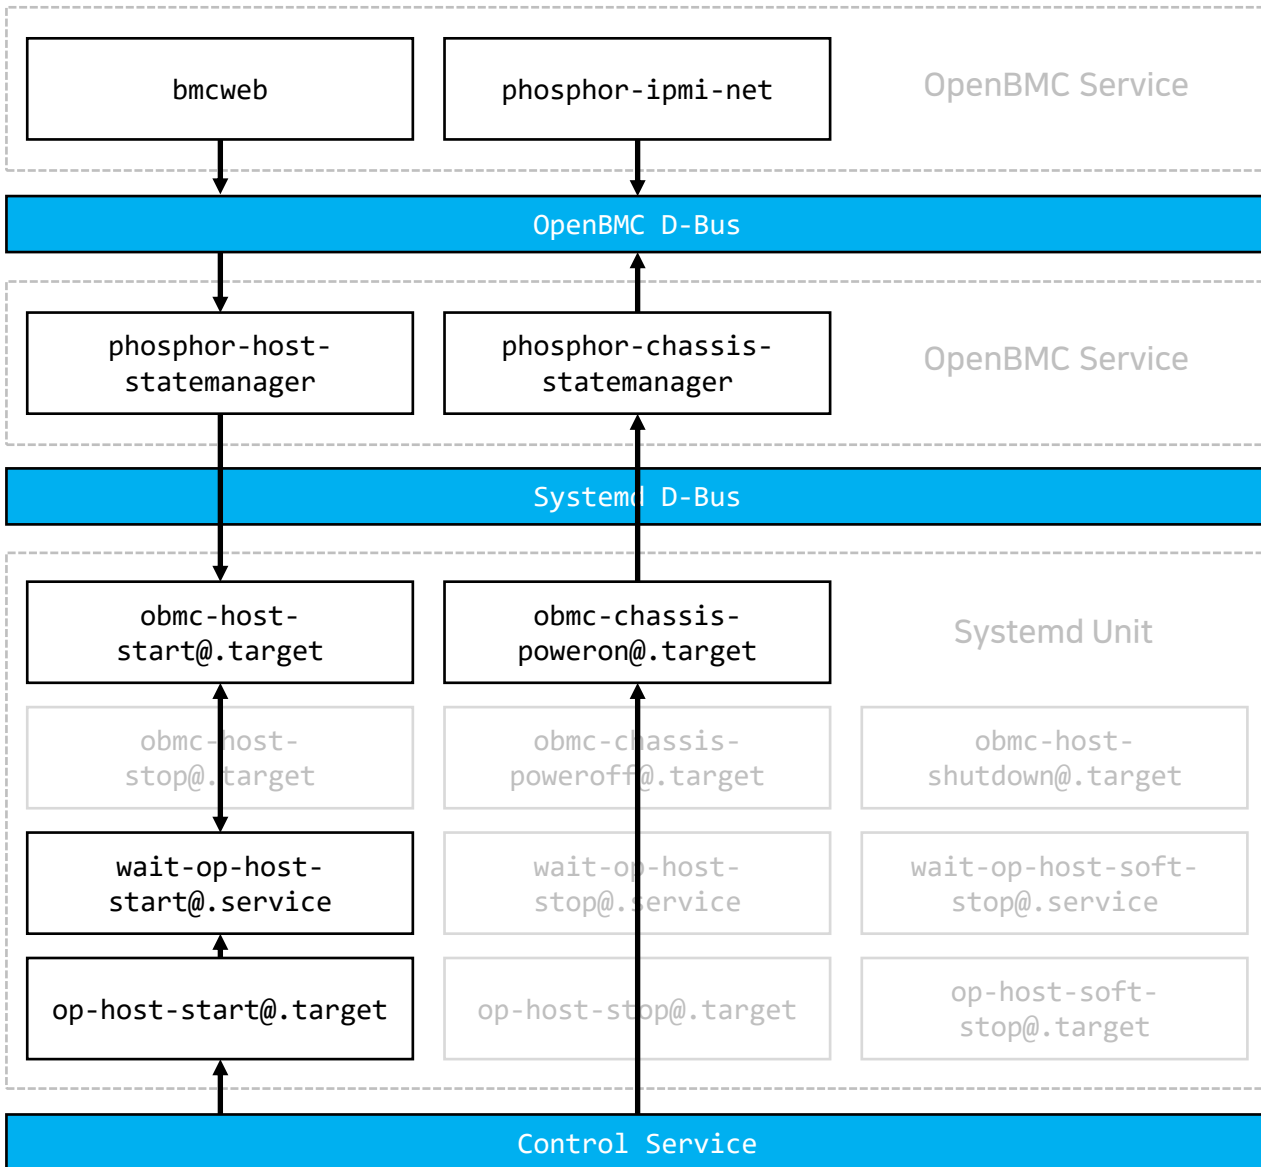 bmcweb
phosphor-ipmi-net
OpenBMC Service
OpenBMC D-Bus
phosphor-host-
statemanager
phosphor-chassis-
statemanager
OpenBMC Service
Systemd D-Bus
obmc-host-
start@.target
obmc-chassis-
poweron@.target
Systemd Unit
obmc-host-
stop@.target
obmc-chassis-
poweroff@.target
obmc-host-
shutdown@.target
wait-op-host-
start@.service
wait-op-host-
stop@.service
wait-op-host-soft-
stop@.service
op-host-start@.target
op-host-stop@.target
op-host-soft-
stop@.target
Control Service